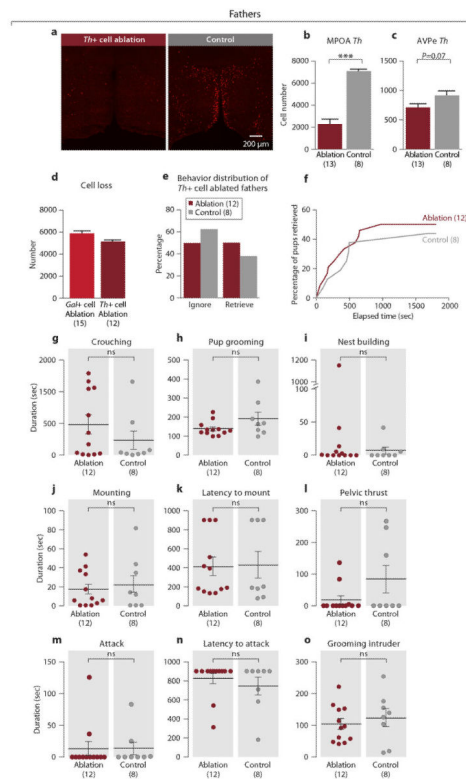 Fathers
a
Th+ cell ablation
Control
200 µm
b
MPOA Th
***
Cell number
8000
6000
4000
2000
0
Ablation (13)
Control (8)
c
AVPe Th
P=0.07
1500
1000
500
0
Ablation (13)
Control (8)
d
Cell loss
Number
8000
6000
4000
2000
0
Gal+ cell Ablation (15)
Th+ cell Ablation (12)
e
Behavior distribution of
Th+ cell ablated fathers
Ablation (12)
Control (8)
Percentage
80
60
40
20
0
Ignore
Retrieve
f
Percentage of pups retrieved
60
40
20
0
Ablation (12)
Control (8)
0 500 1000 1500 2000
Elapsed time (sec)
g
Crouching
ns
Duration (sec)
2000
1500
1000
500
0
Ablation (12)
Control (8)
h
Pup grooming
ns
500
400
300
200
100
0
Ablation (12)
Control (8)
i
Nest building
ns
1200
1000
100
50
0
Ablation (12)
Control (8)
j
Mounting
ns
Duration (sec)
100
80
60
40
20
0
Ablation (12)
Control (8)
k
Latency to mount
ns
1000
800
600
400
200
0
Ablation (12)
Control (8)
l
Pelvic thrust
ns
300
200
100
0
Ablation (12)
Control (8)
m
Attack
ns
Duration (sec)
150
100
50
0
Ablation (12)
Control (8)
n
Latency to attack
ns
1000
800
600
400
200
0
Ablation (12)
Control (8)
o
Grooming intruder
ns
300
200
100
0
Ablation (12)
Control (8)